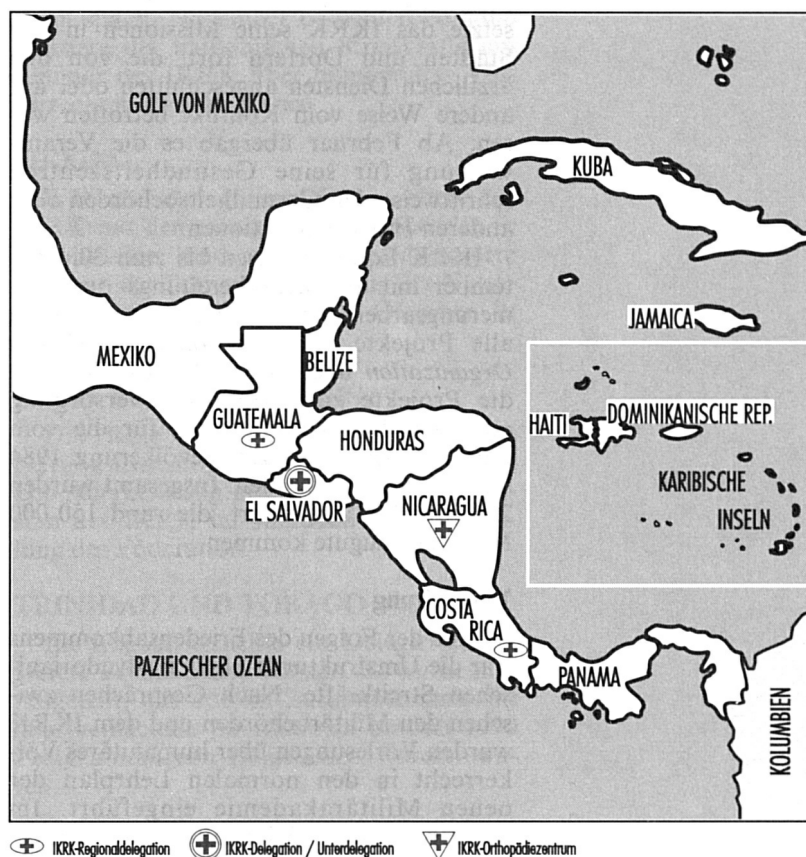 GOLF VON MEXIKO
KUBA
JAMAICA
MEXIKO
BELIZE
GUATEMALA
HAITI
DOMINIKANISCHE REP.
HONDURAS
KARIBISCHE
INSELN
NICARAGUA
EL SALVADOR
COSTA
RICA
PAZIFISCHER OZEAN
PANAMA
KOLUMBIEN
IKRK-Regionaldelegation IKRK-Delegation / Unterdelegation IKRK-Orthopädiezentrum